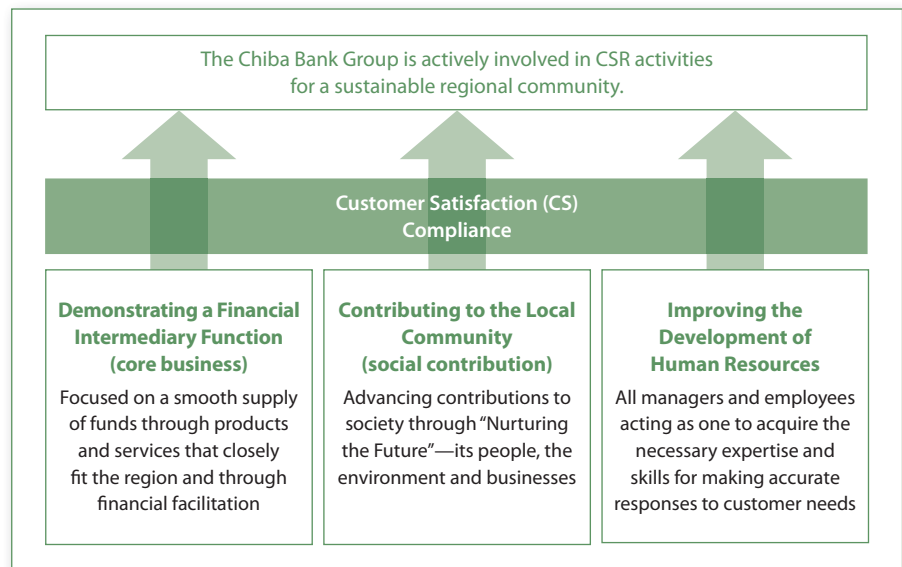 The Chiba Bank Group is actively involved in CSR activities
for a sustainable regional community.
Customer Satisfaction (CS)
Compliance
Demonstrating a Financial
Intermediary Function
(core business)
Focused on a smooth supply
of funds through products
and services that closely
fit the region and through
financial facilitation
Contributing to the Local
Community
(social contribution)
Advancing contributions to
society through “Nurturing
the Future”—its people, the
environment and businesses
Improving the
Development of
Human Resources
All managers and employees
acting as one to acquire the
necessary expertise and
skills for making accurate
responses to customer needs